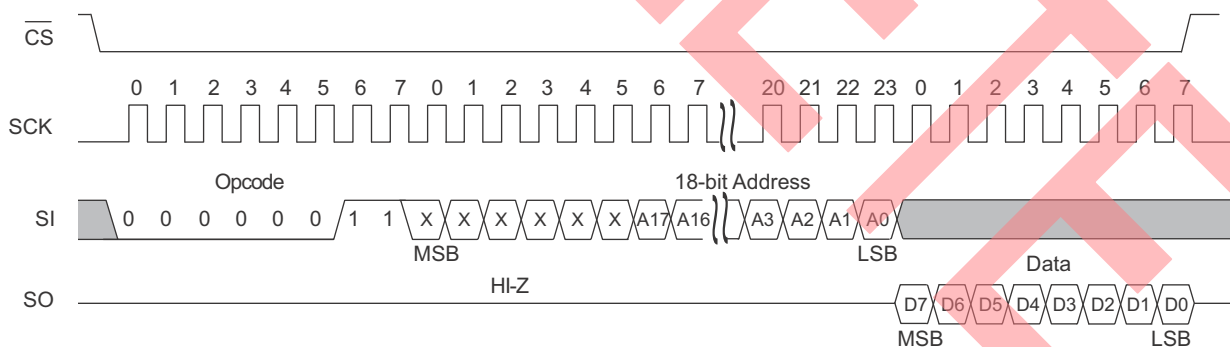 CS
0 1 2 3 4 5 6 7 0 1 2 3 4 5 6 7 20 21 22 23 0 1 2 3 4 5 6 7
SCK
Opcode 18-bit Address
SI 0 0 0 0 0 0 1 1 X X X X X X A17 A16 A3 A2 A1 A0
MSB LSB
HI-Z Data
SO D7 D6 D5 D4 D3 D2 D1 D0
MSB LSB